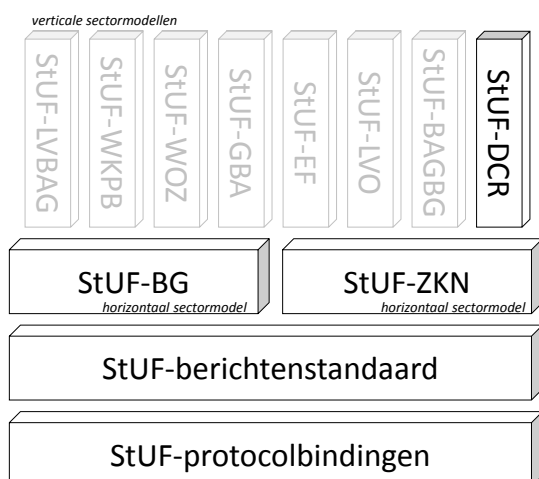 verticale sectormodellen
StUF-LVBAG
StUF-WKPB
StUF-WOZ
StUF-GBA
StUF-EF
StUF-LVO
StUF-BAGBG
StUF-DCR
StUF-BG
horizontaal sectormodel
StUF-ZKN
horizontaal sectormodel
StUF-berichtenstandaard
StUF-protocolbindingen